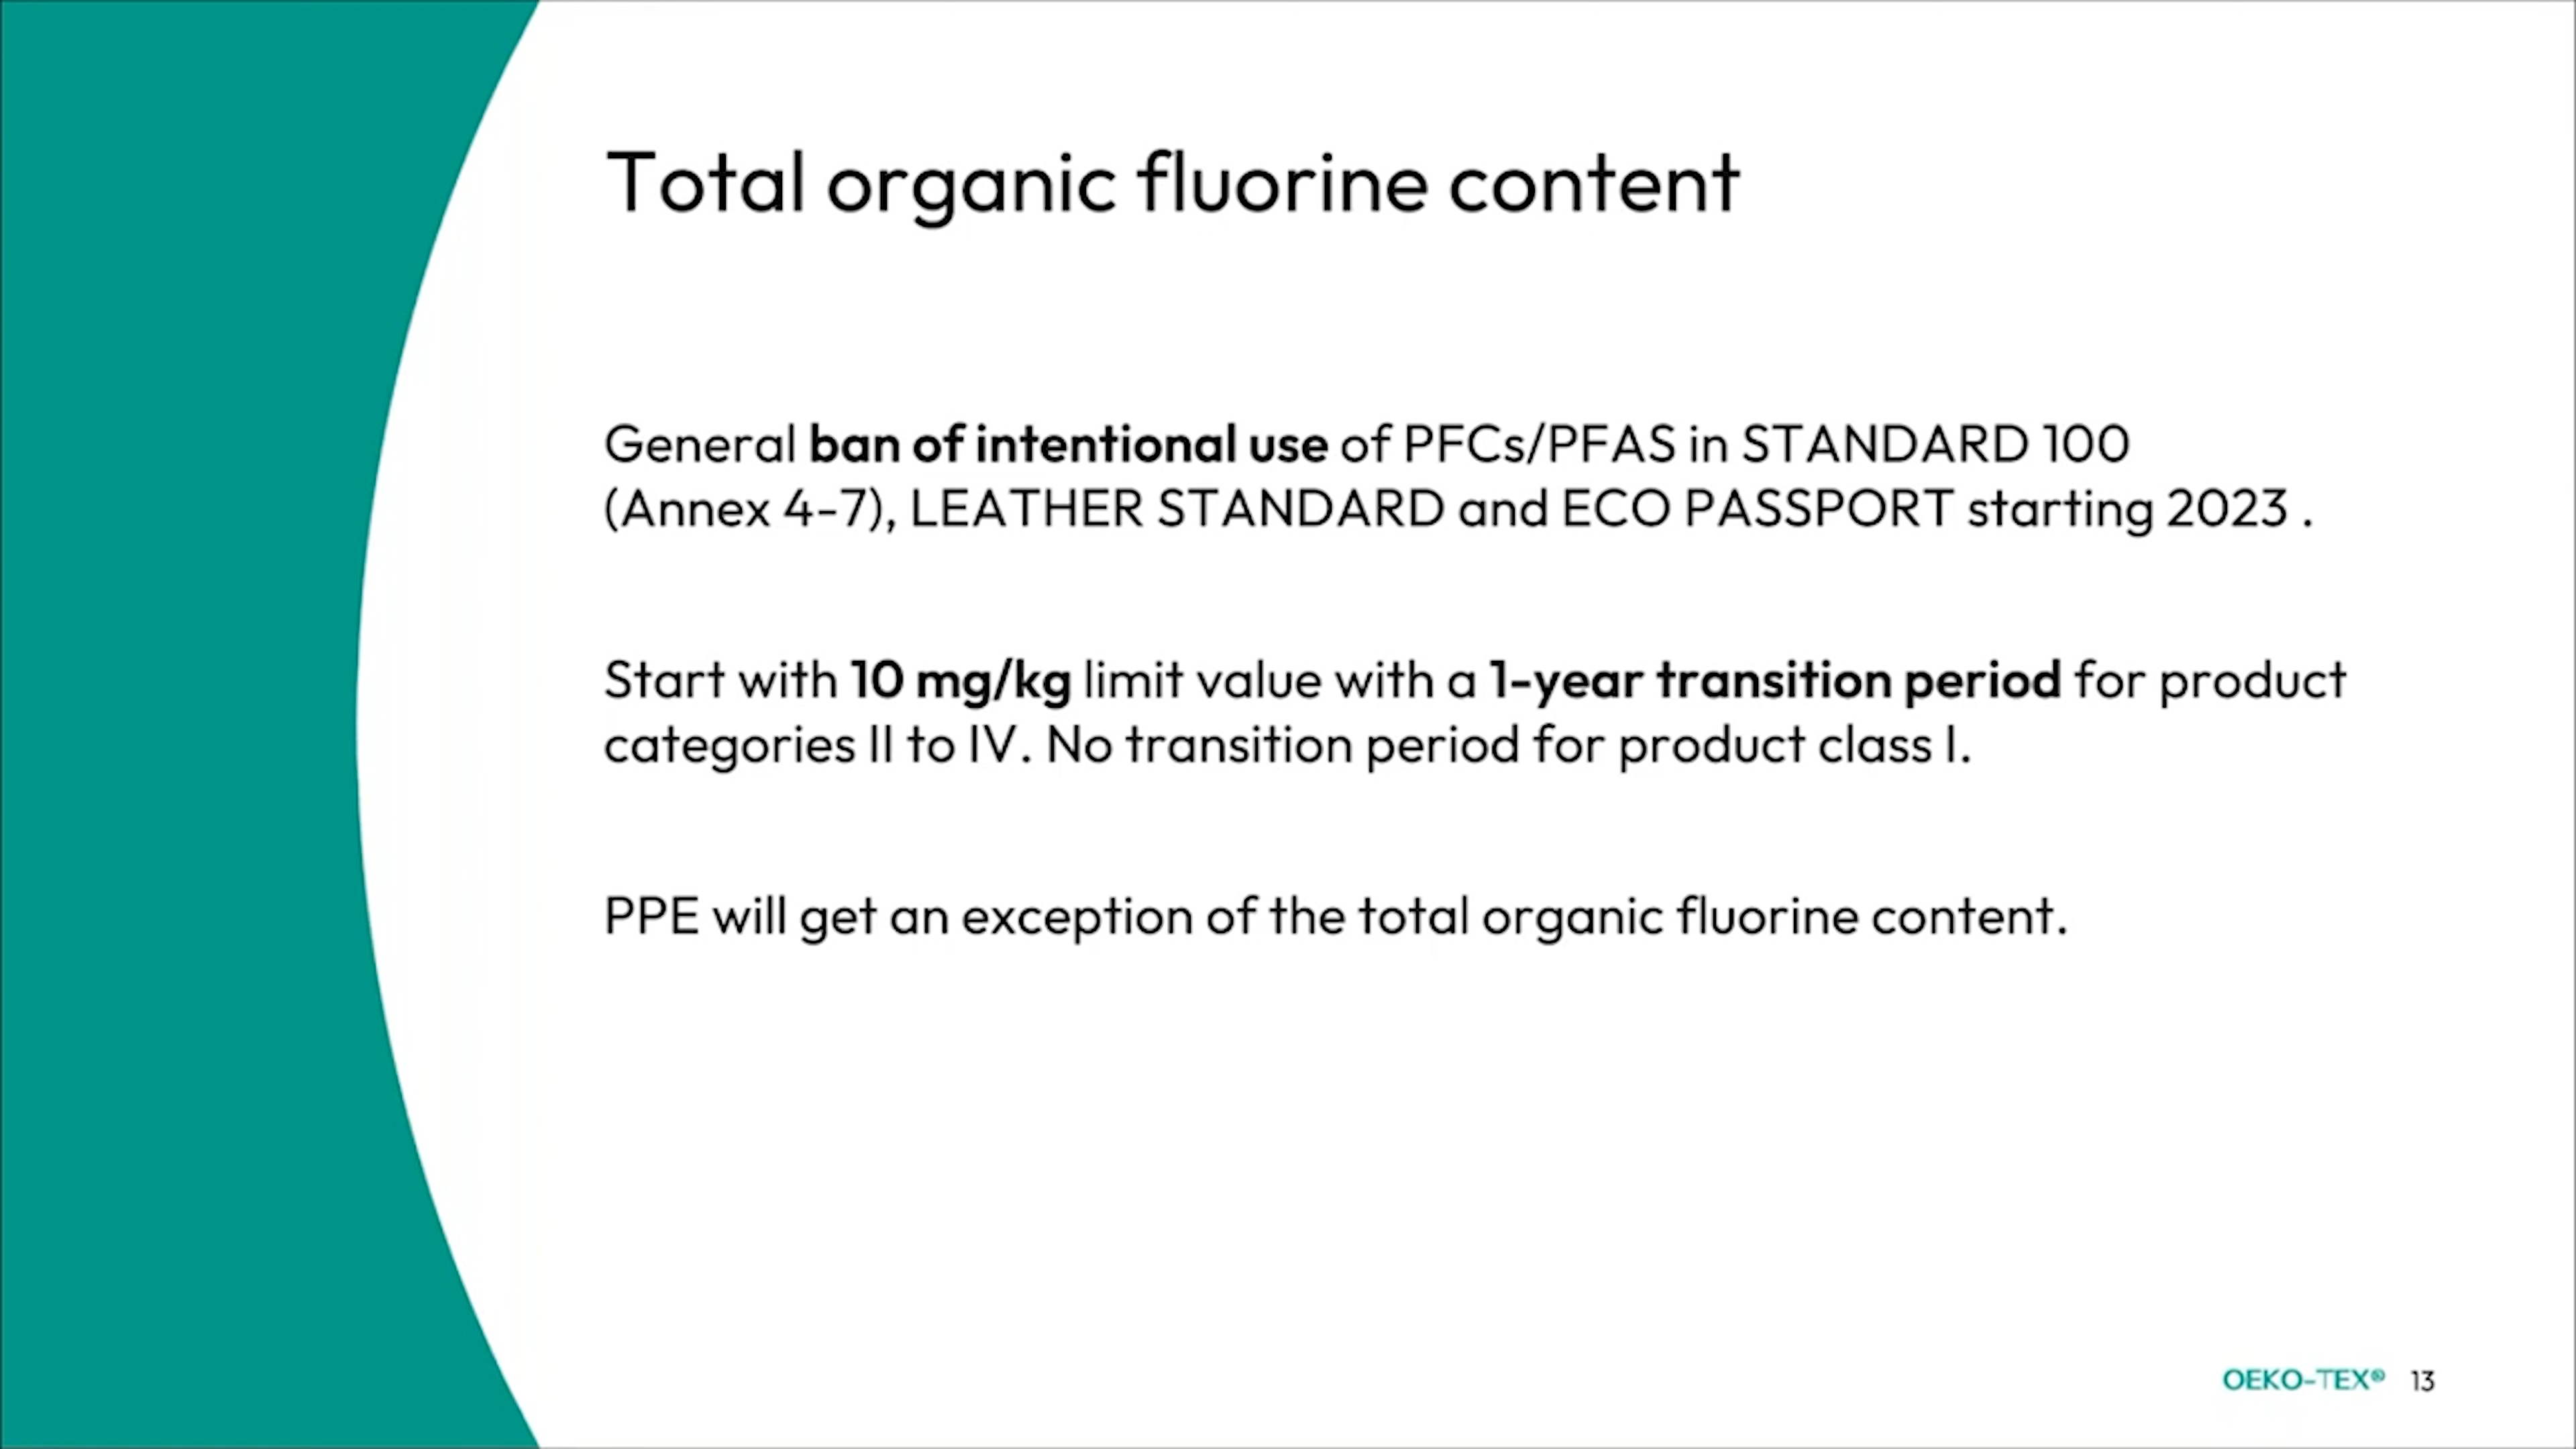 Total organic fluorine content
General ban of intentional use of PFCs/PFAS in STANDARD 100
(Annex 4-7), LEATHER STANDARD and ECO PASSPORT starting 2023 .
Start with 10 mg/kg limit value with a 1-year transition period for product
categories II to IV. No transition period for product class I.
PPE will get an exception of the total organic fluorine content.
OEKO-TEX® 13